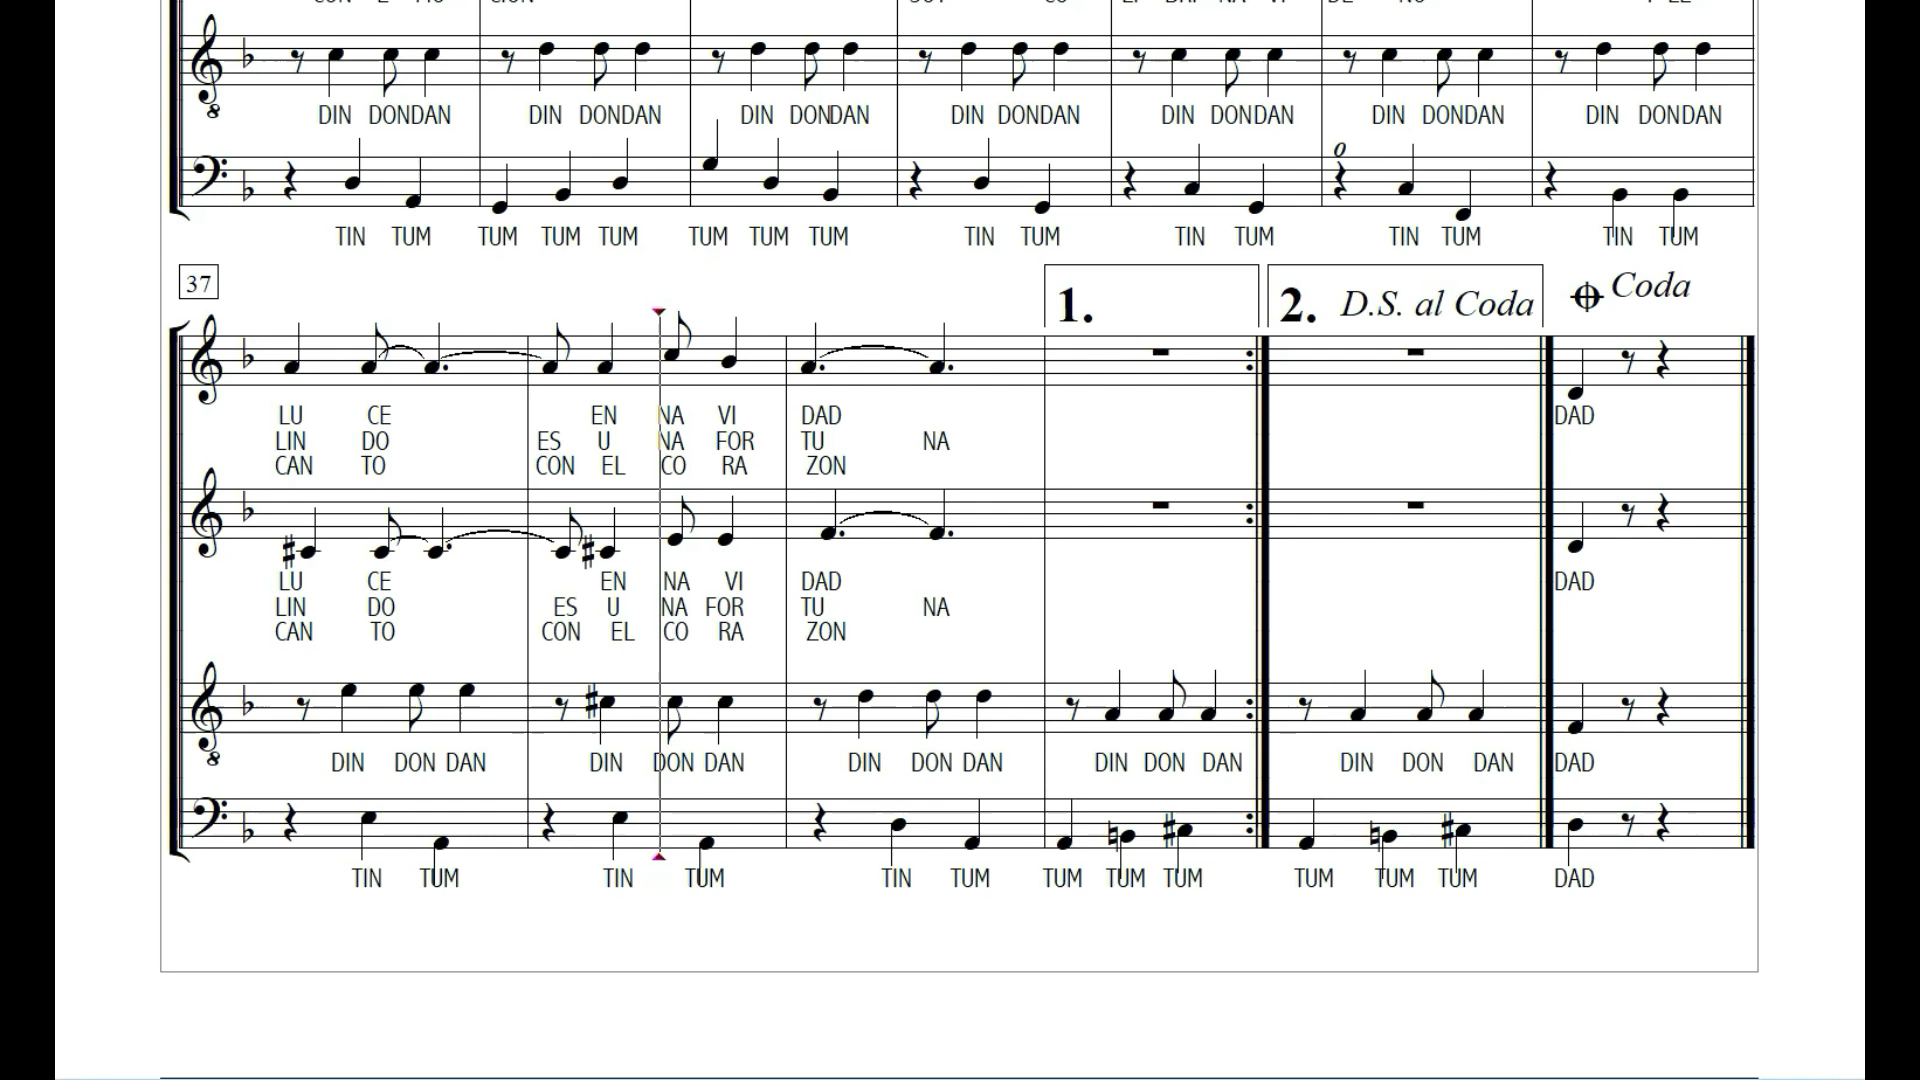 DIN DONDAN DIN DONDAN DIN DONDAN DIN DONDAN DIN DONDAN DIN DONDAN DIN DONDAN
8
TIN TUM TUM TUM TUM TUM TUM TUM TIN TUM TIN TUM TIN TUM TIN TUM
37 1. 2. D.S. al Coda Coda
LU CE EN NA VI DAD DAD
LIN DO ES U NA FOR TU NA
CAN TO CON EL CO RA ZON
LU CE EN NA VI DAD DAD
LIN DO ES U NA FOR TU NA
CAN TO CON EL CO RA ZON
8
DIN DON DAN DIN DON DAN DIN DON DAN DIN DON DAN DIN DON DAN DAD
TIN TUM TIN TUM TIN TUM TUM TUM TUM TUM TUM TUM DAD